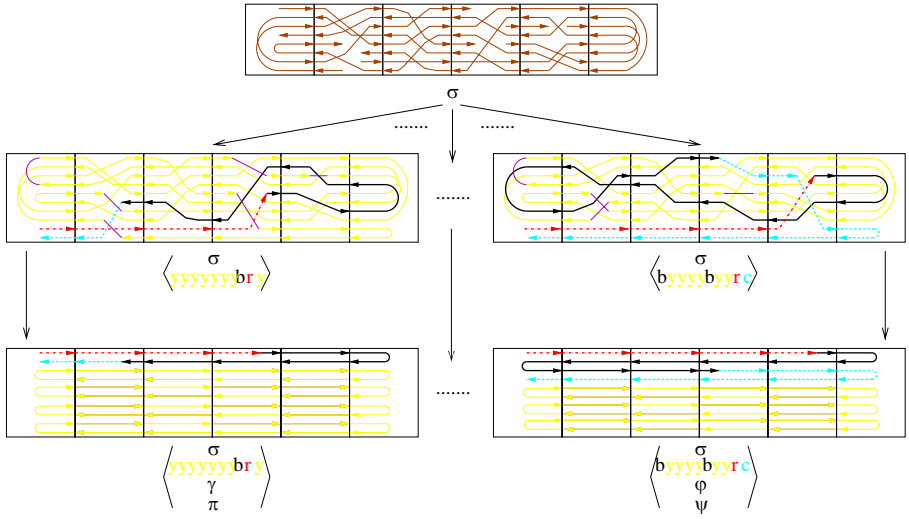 σ
....... .......
.......
σ σ
yyyyyyybry byyyybyyrc
.......
σ σ
yyyyyyybry byyyybyyrc
γ φ
π ψ